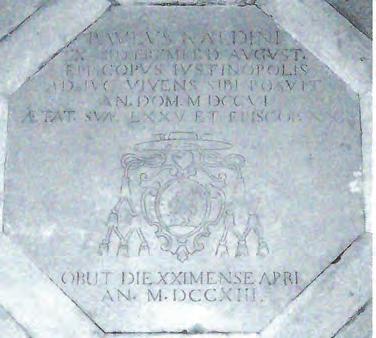 PAVLVS NALDINI
EPISCOPVS IVSTINOPOLIS
AD·HVC VIVENS SIBI POSVIT
AN. DOM. M DCCVI
ÆTAT. SVÆ LXXV ET EPISCOP. XX
OBIIT DIE XXI MENSE APRI
AN· M·DCCXIII.